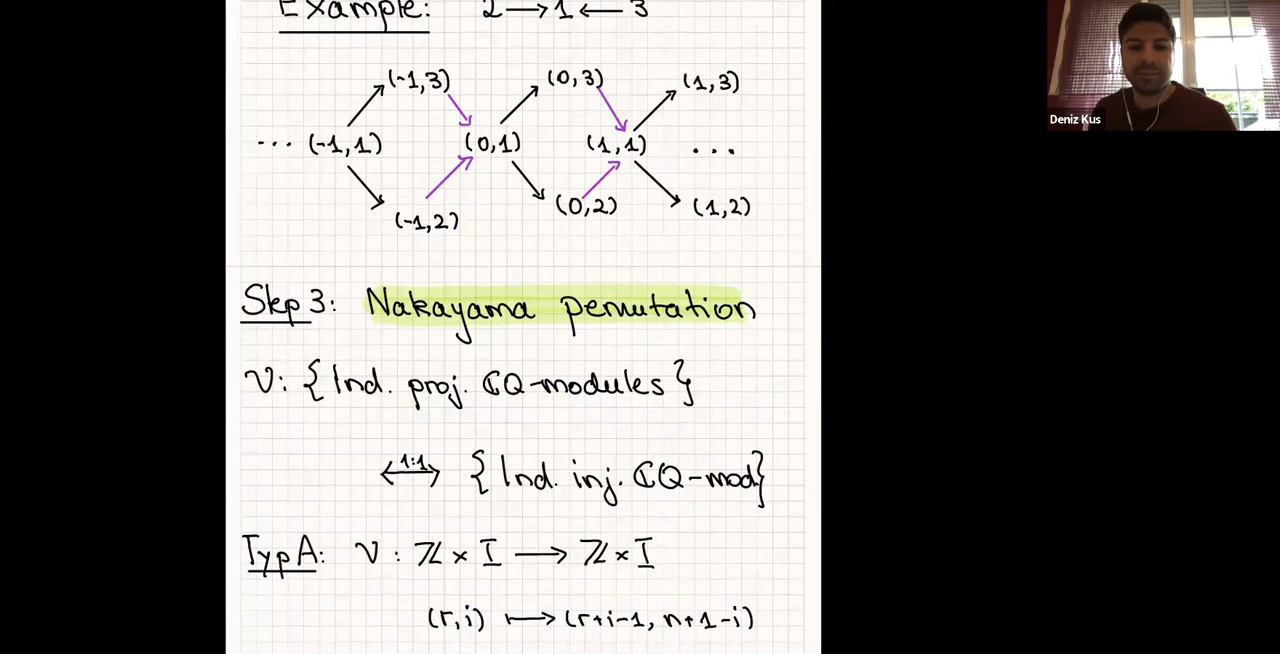 Example: 2 → 1 ← 3
(-1,3) (0,3) (1,3)
... (-1,1) (0,1) (1,1) ...
(-1,2) (0,2) (1,2)
Step 3: Nakayama permutation
ν: {Ind. proj. ℂQ-modules}
⟷ 1:1 {Ind. inj. ℂQ-mod}
Typ A: ν : ℤ × I ⟶ ℤ × I
(r,i) ⟼ (r+i-1, n+1-i)
Deniz Kus